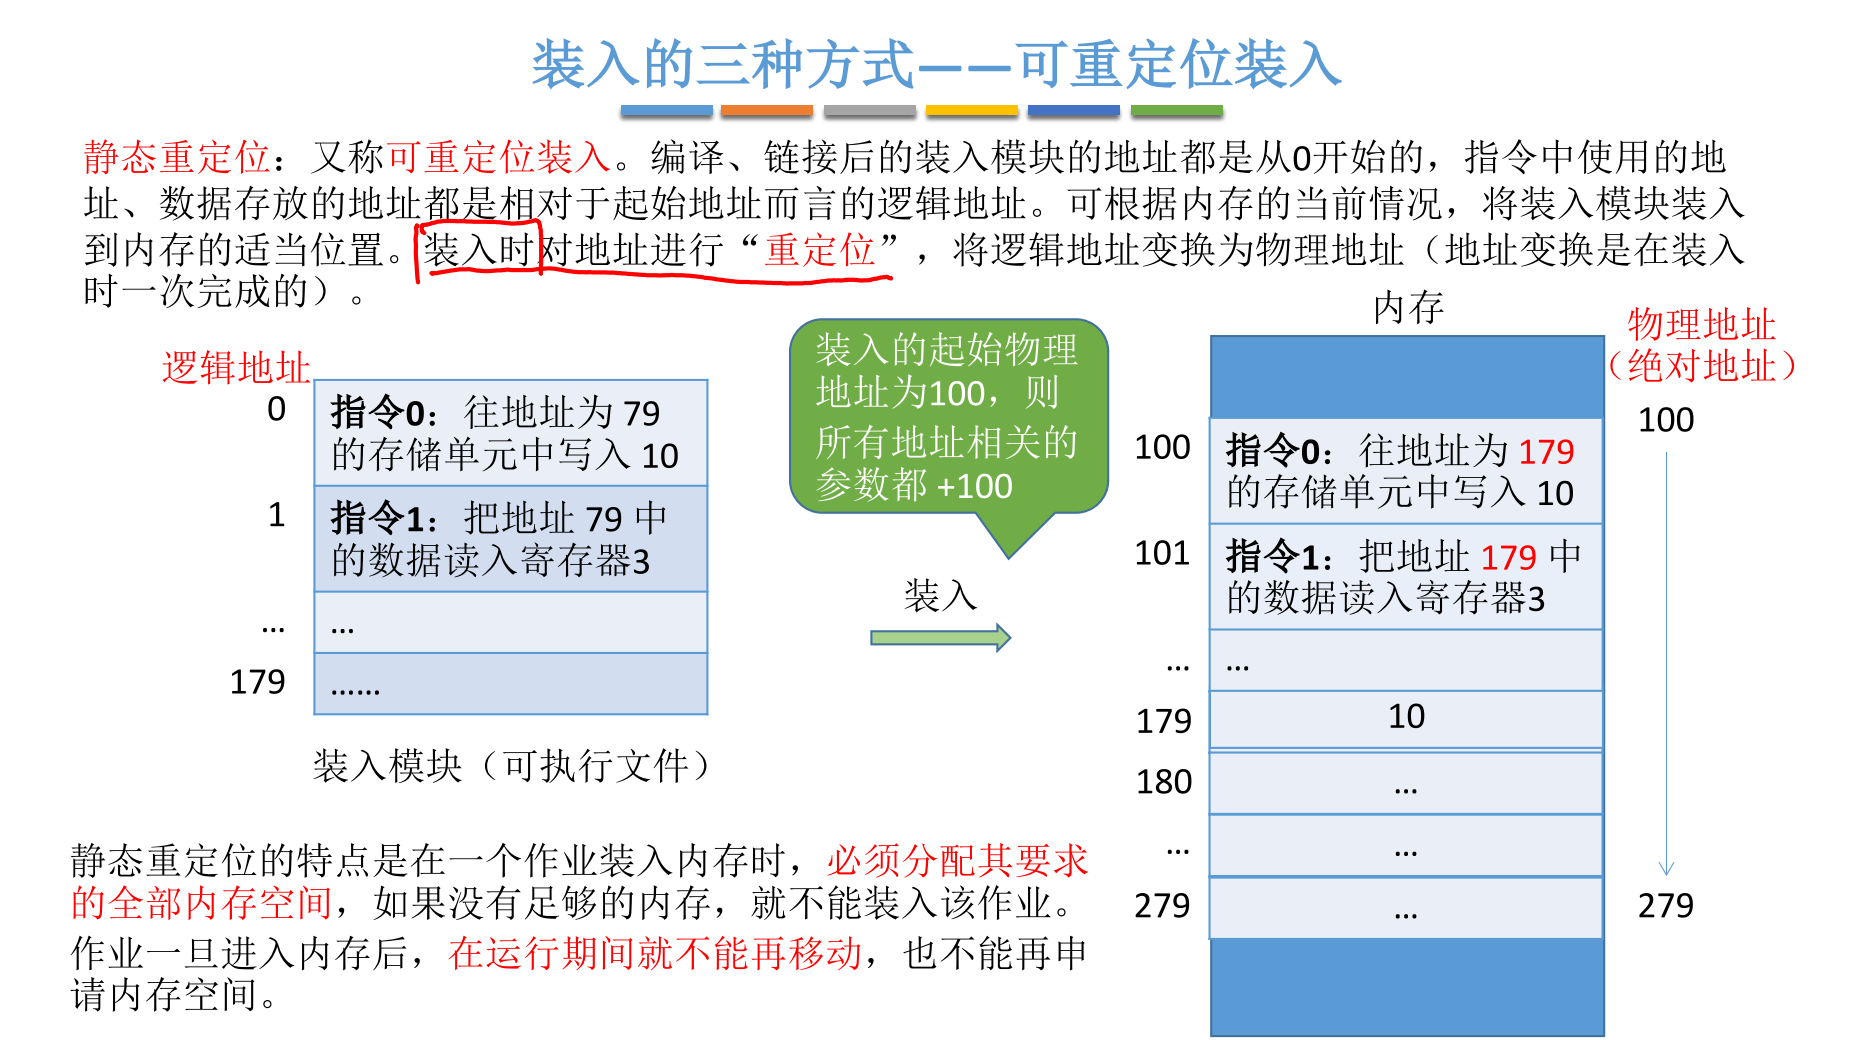 装入的三种方式——可重定位装入
静态重定位：又称可重定位装入。编译、链接后的装入模块的地址都是从0开始的，指令中使用的地
址、数据存放的地址都是相对于起始地址而言的逻辑地址。可根据内存的当前情况，将装入模块装入
到内存的适当位置。装入时对地址进行“重定位”，将逻辑地址变换为物理地址（地址变换是在装入
时一次完成的）。
逻辑地址
0
指令0：往地址为 79
的存储单元中写入 10
1
指令1：把地址 79 中
的数据读入寄存器3
...
...
179
......
装入模块（可执行文件）
装入的起始物理
地址为100，则
所有地址相关的
参数都 +100
装入
内存
物理地址
（绝对地址）
100
279
100
指令0：往地址为 179
的存储单元中写入 10
101
指令1：把地址 179 中
的数据读入寄存器3
...
...
179
10
180
...
...
...
279
...
静态重定位的特点是在一个作业装入内存时，必须分配其要求
的全部内存空间，如果没有足够的内存，就不能装入该作业。
作业一旦进入内存后，在运行期间就不能再移动，也不能再申
请内存空间。